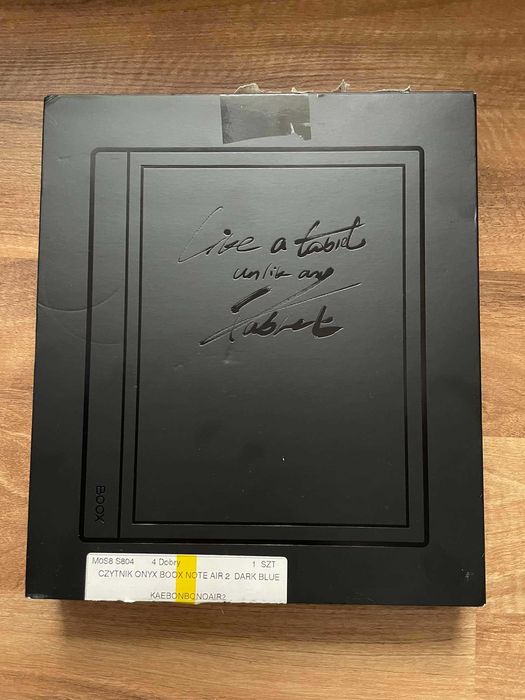 Live a tablet
unlike any
Tablet
BOOX
M0S8 S804 4 Dobry 1 SZT
CZYTNIK ONYX BOOX NOTE AIR 2 DARK BLUE
KAEBONBONOAIR2